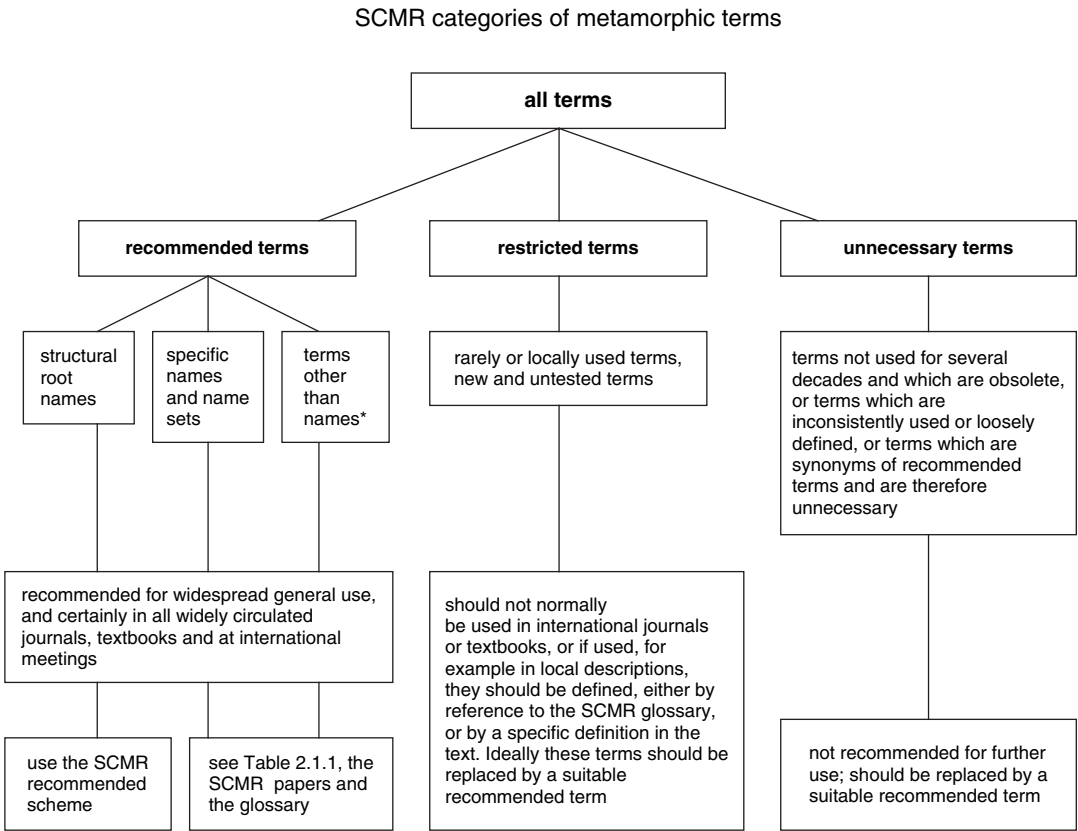 SCMR categories of metamorphic terms
all terms
recommended terms
restricted terms
unnecessary terms
structural
root
names
specific
names
and name
sets
terms
other
than
names*
rarely or locally used terms,
new and untested terms
terms not used for several
decades and which are obsolete,
or terms which are
inconsistently used or loosely
defined, or terms which are
synonyms of recommended
terms and are therefore
unnecessary
recommended for widespread general use,
and certainly in all widely circulated
journals, textbooks and at international
meetings
should not normally
be used in international journals
or textbooks, or if used, for
example in local descriptions,
they should be defined, either by
reference to the SCMR glossary,
or by a specific definition in the
text. Ideally these terms should be
replaced by a suitable
recommended term
use the SCMR
recommended
scheme
see Table 2.1.1, the
SCMR papers and
the glossary
not recommended for further
use; should be replaced by a
suitable recommended term